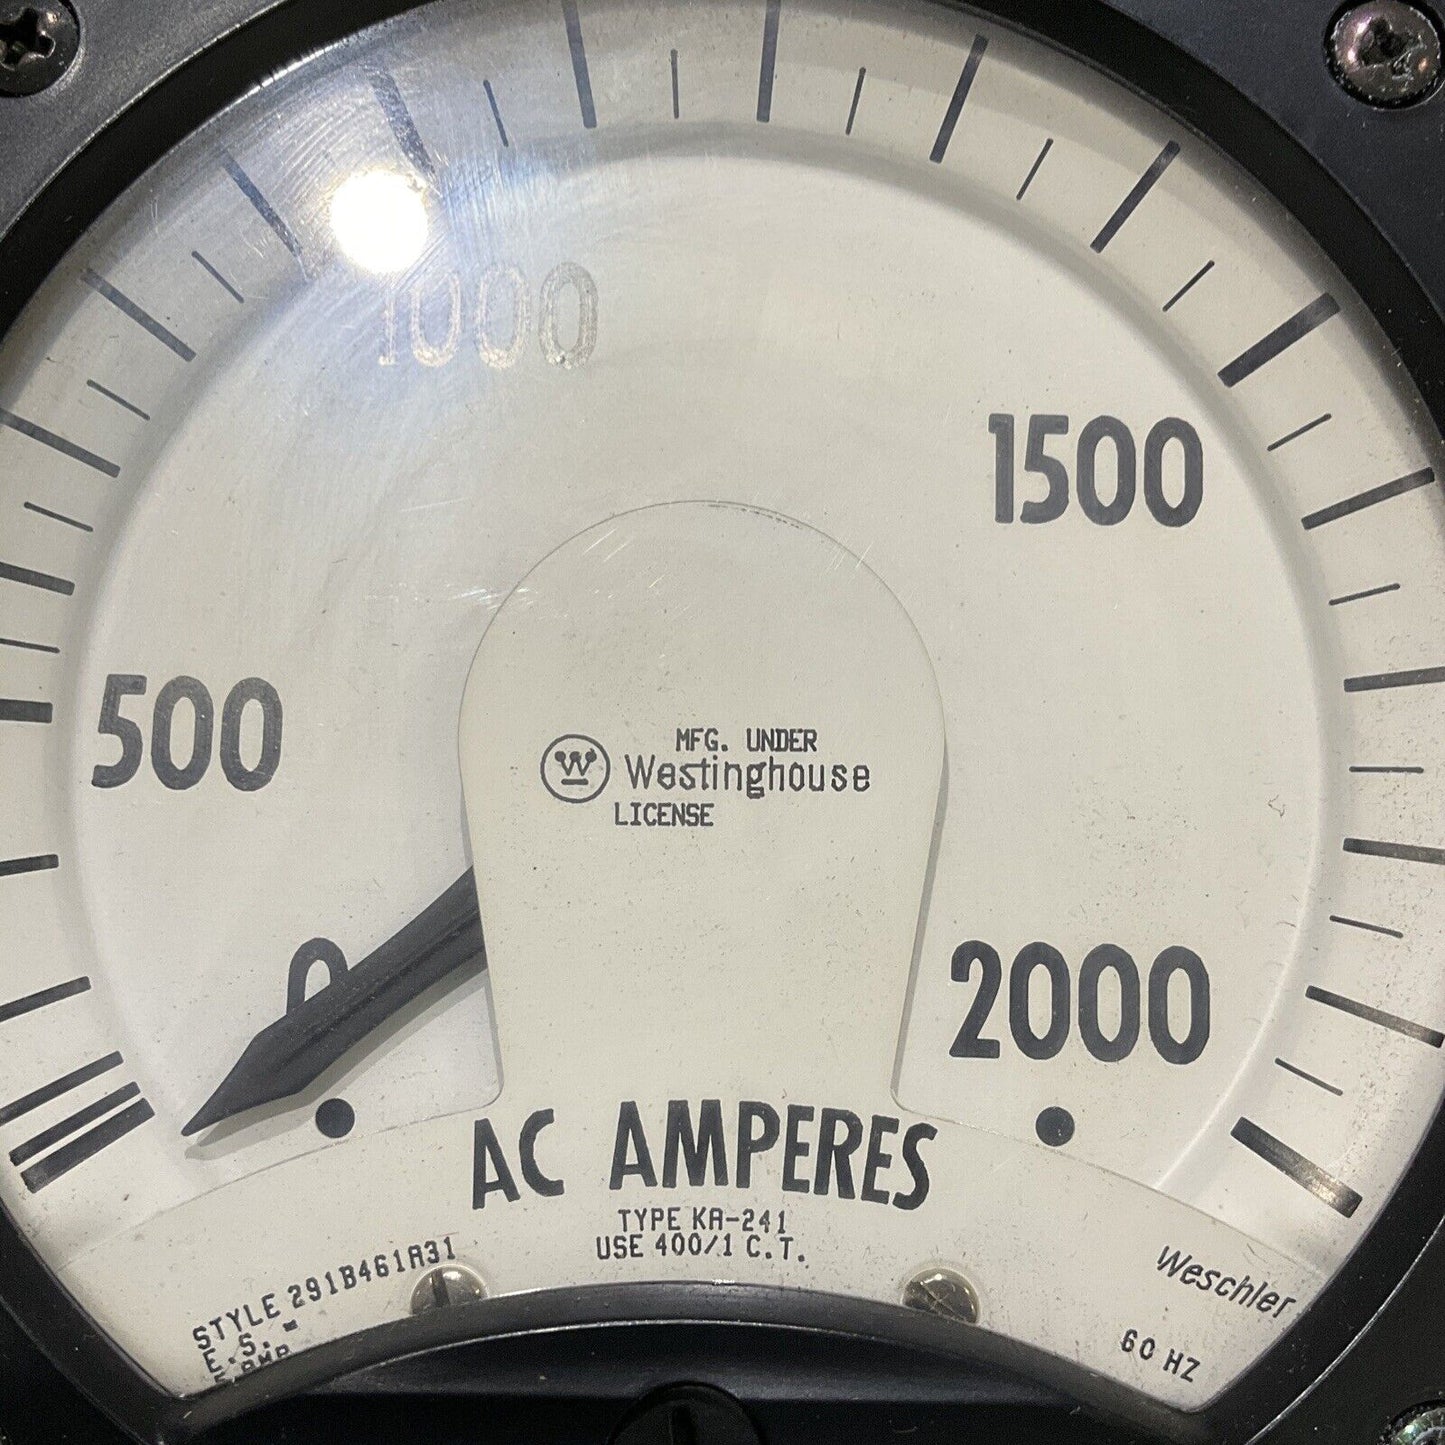 1000
1500
500
MFG. UNDER
W Westinghouse
LICENSE
0
2000
AC AMPERES
TYPE KA-241
USE 400/1 C.T.
STYLE 291B461A31
E.S. =
Weschler
60 HZ